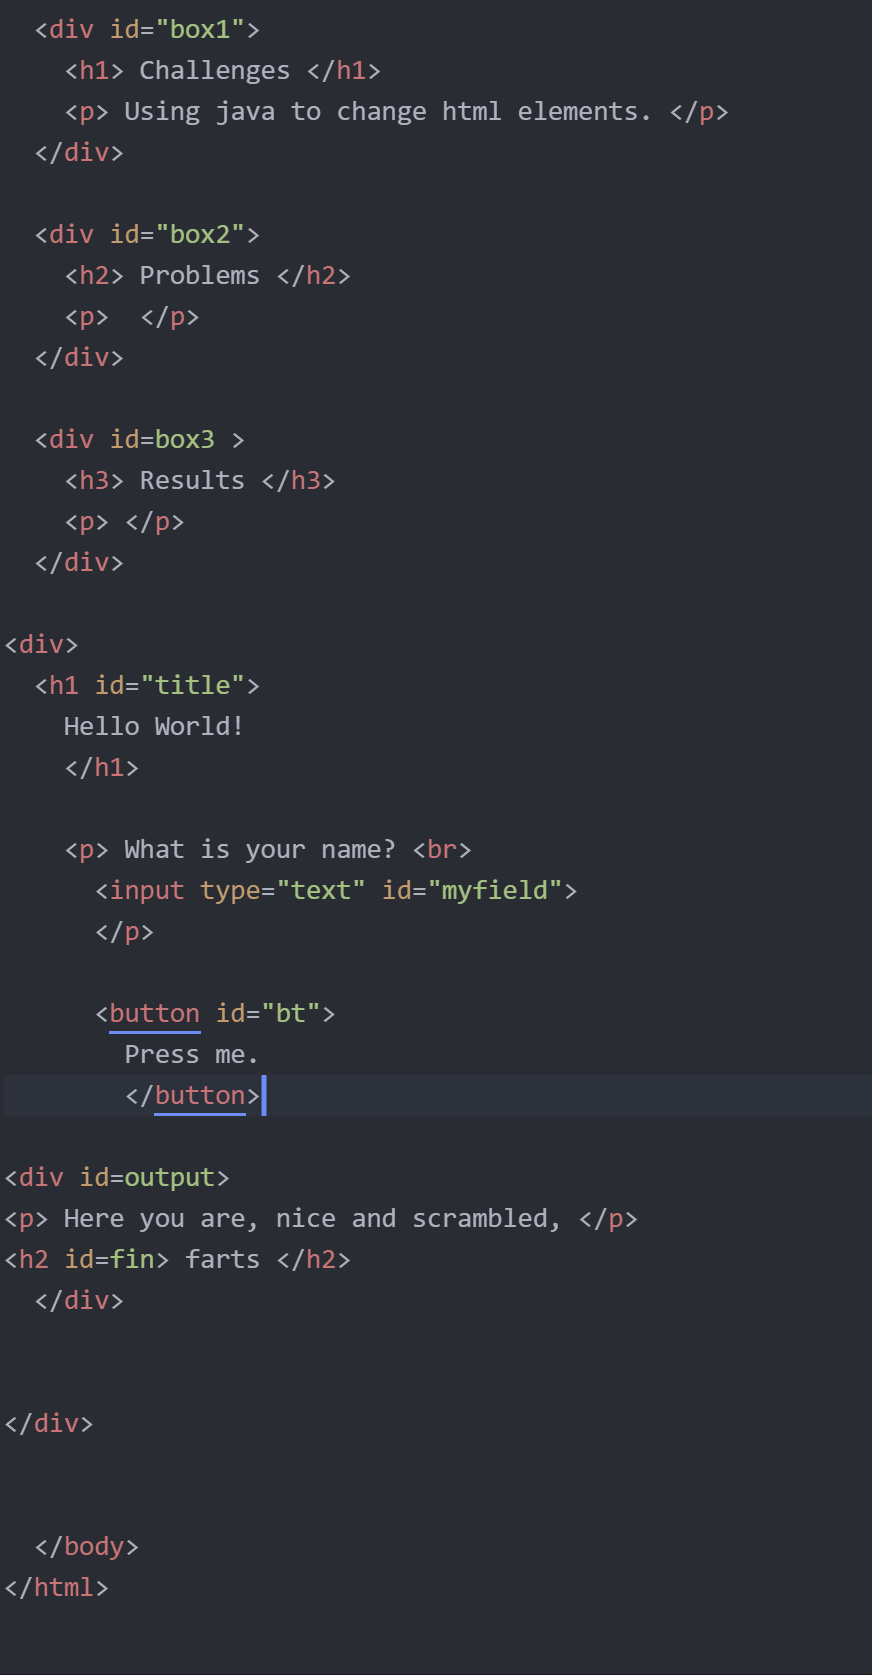 <div id="box1">
<h1> Challenges </h1>
<p> Using java to change html elements. </p>
</div>
<div id="box2">
<h2> Problems </h2>
<p>  </p>
</div>
<div id=box3 >
<h3> Results </h3>
<p> </p>
</div>
<div>
<h1 id="title">
Hello World!
</h1>
<p> What is your name? <br>
<input type="text" id="myfield">
</p>
<button id="bt">
Press me.
</button>
<div id=output>
<p> Here you are, nice and scrambled, </p>
<h2 id=fin> farts </h2>
</div>
</div>
</body>
</html>